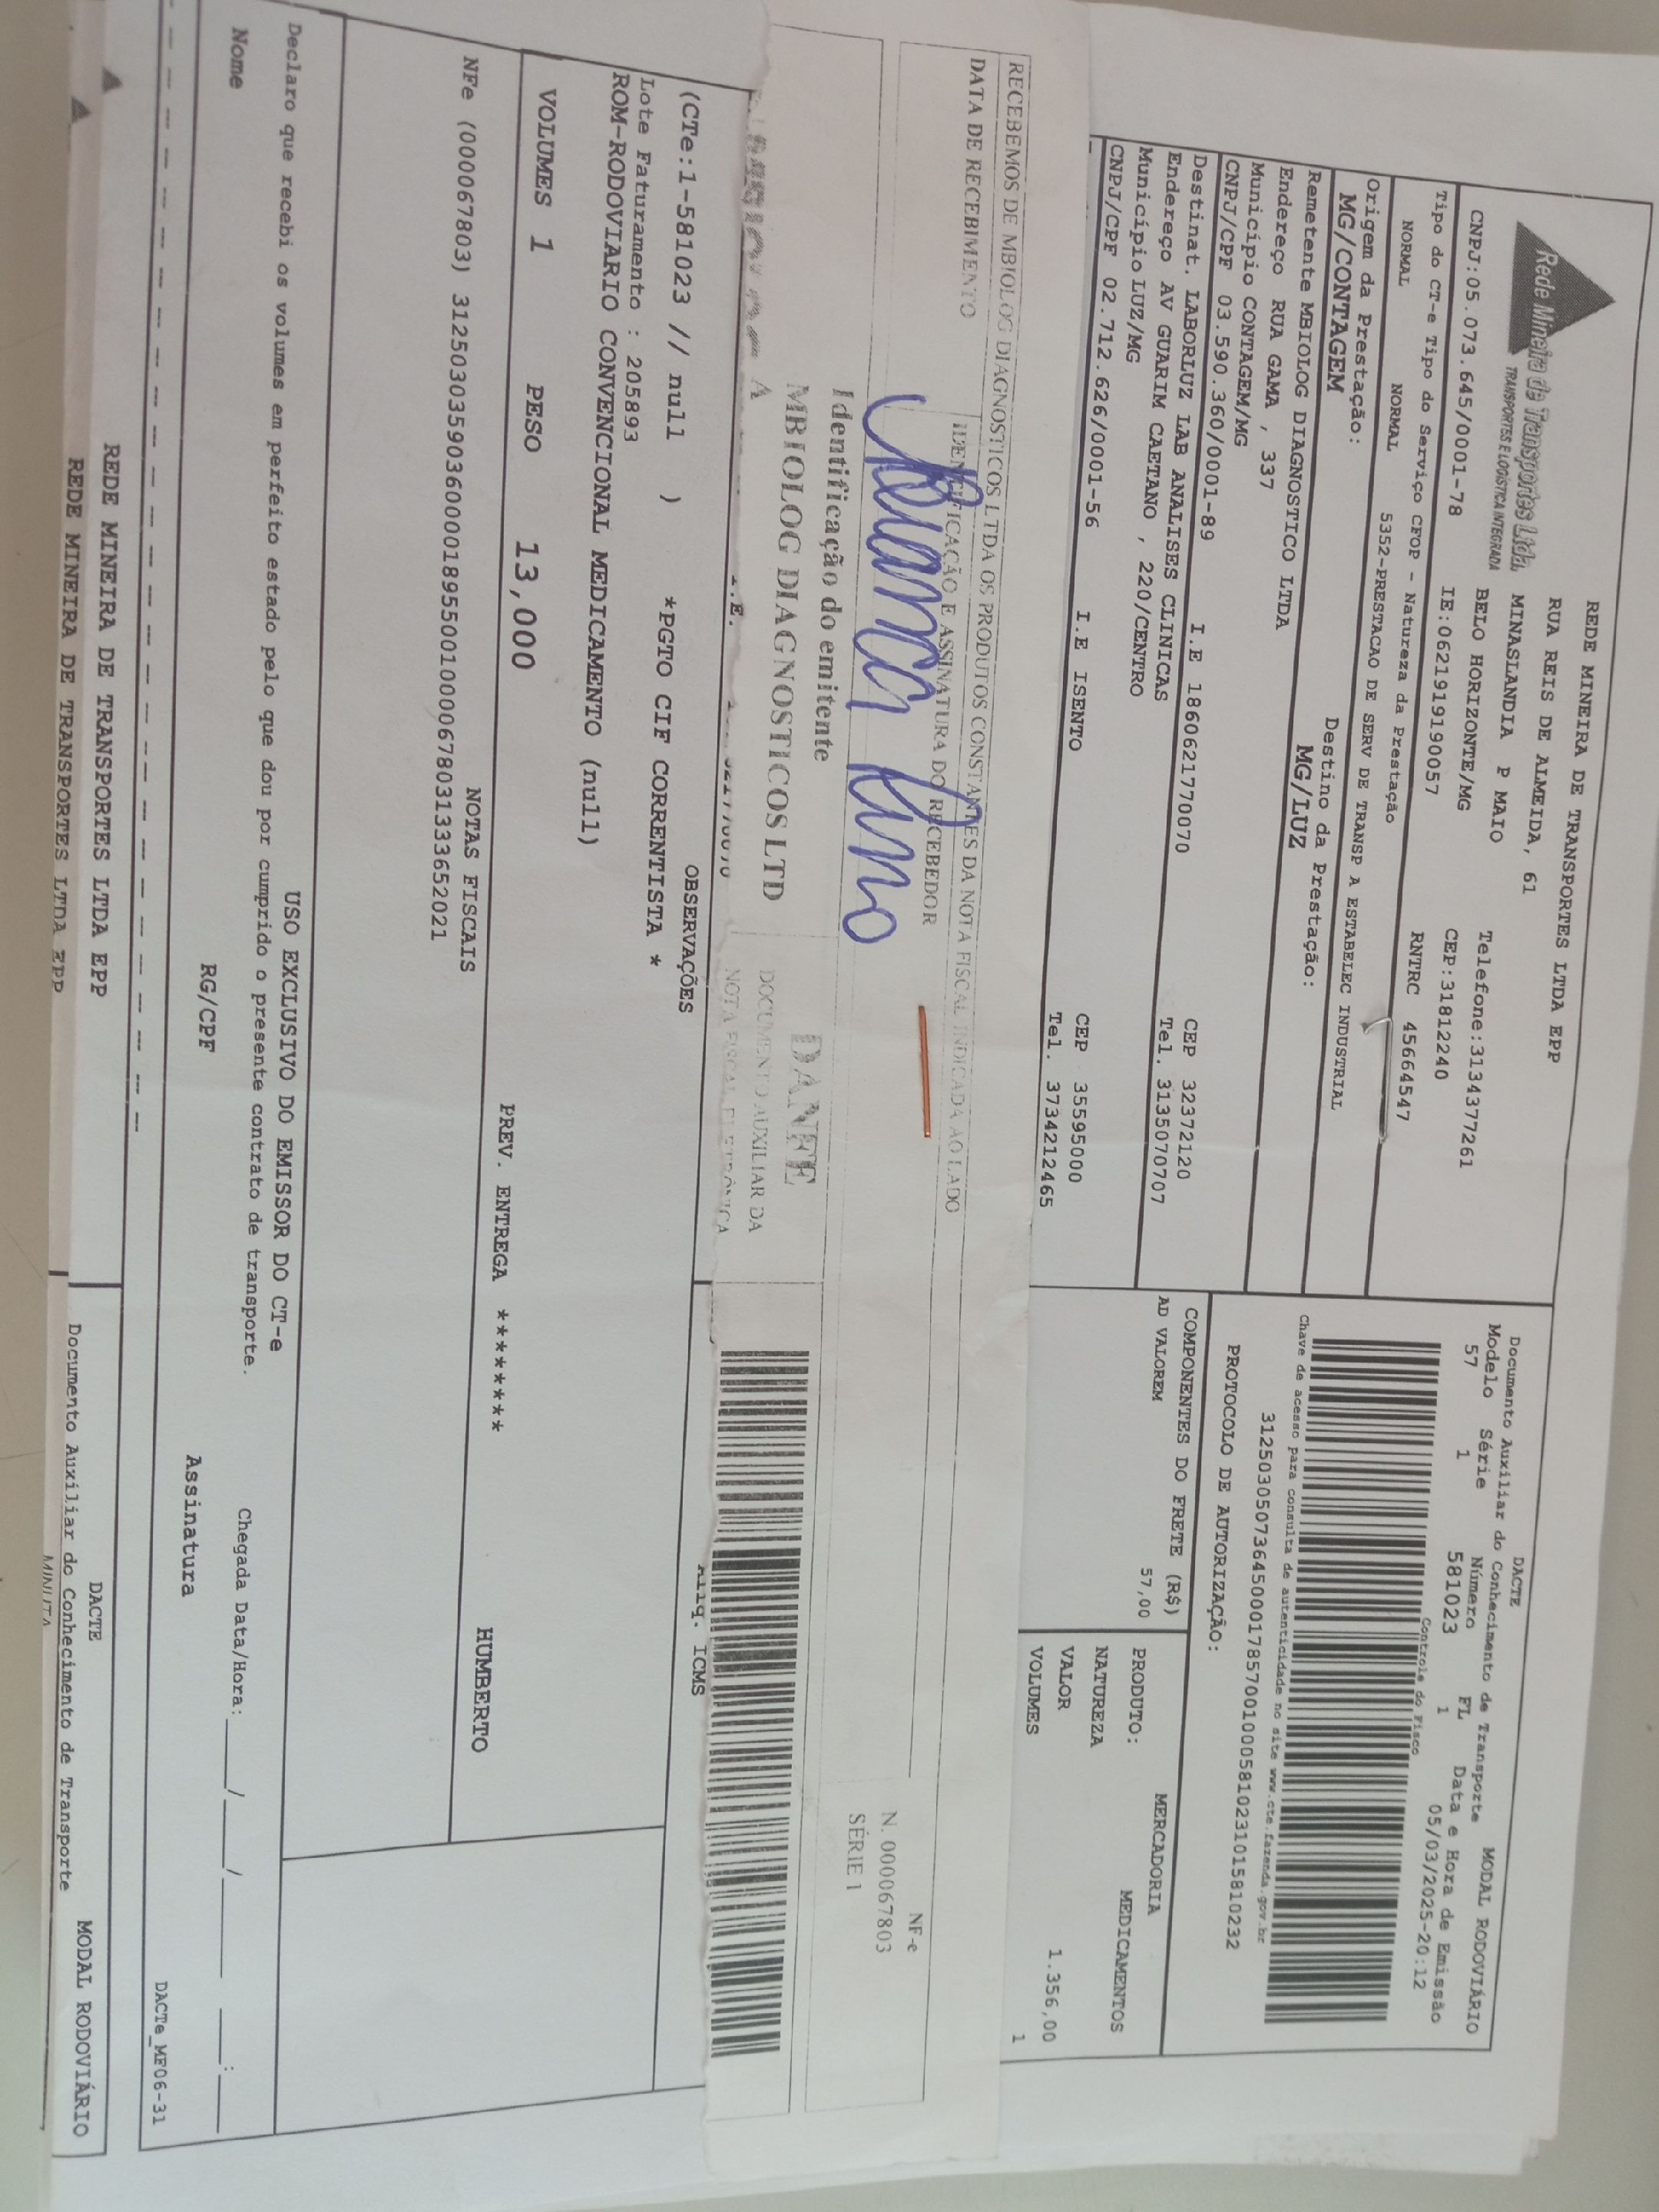 Rede Mineira de Transportes Ltda.
TRANSPORTES E LOGÍSTICA INTEGRADA
REDE MINEIRA DE TRANSPORTES LTDA EPP
RUA REIS DE ALMEIDA, 61
MINASLANDIA P MAIO
BELO HORIZONTE/MG
Telefone:3134377261
CNPJ:05.073.645/0001-78 IE:0621919190057 CEP:31812240
Tipo do CT-e Tipo do Serviço CFOP - Natureza da Prestação RNTRC 45664547
NORMAL NORMAL 5352-PRESTACAO DE SERV DE TRANSP A ESTABELEC INDUSTRIAL
Origem da Prestação: Destino da Prestação:
MG/CONTAGEM MG/LUZ
DACTE
Documento Auxiliar do Conhecimento de Transporte MODAL RODOVIÁRIO
Modelo Série Número FL Data e Hora de Emissão
57 1 581023 1 05/03/2025-20:12
Controle do Fisco
Chave de acesso para consulta de autenticidade no site www.cte.fazenda.gov.br
31250305073645000178570010005810231015810232
PROTOCOLO DE AUTORIZAÇÃO:
Remetente MBIOLOG DIAGNOSTICO LTDA
Endereço RUA GAMA , 337
Município CONTAGEM/MG CEP 32372120
CNPJ/CPF 03.590.360/0001-89 I.E 1860621770070 Tel. 3135070707
Destinat. LABORLUZ LAB ANALISES CLINICAS
Endereço AV GUARIM CAETANO , 220/CENTRO
Município LUZ/MG CEP 35595000
CNPJ/CPF 02.712.626/0001-56 I.E ISENTO Tel. 3734212465
COMPONENTES DO FRETE (R$)
AD VALOREM 57,00
MERCADORIA
PRODUTO: MEDICAMENTOS
NATUREZA
VALOR 1.356,00
VOLUMES 1
RECEBEMOS DE MBIOLOG DIAGNOSTICOS LTDA OS PRODUTOS CONSTANTES DA NOTA FISCAL INDICADA AO LADO
DATA DE RECEBIMENTO IDENTIFICAÇÃO E ASSINATURA DO RECEBEDOR
NF-e
N. 000067803
SÉRIE 1
Identificação do emitente
MBIOLOG DIAGNOSTICOS LTD
A
DANFE
DOCUMENTO AUXILIAR DA
NOTA FISCAL ELETRÔNICA
I.E.
Aliq. ICMS
OBSERVAÇÕES
(CTe:1-581023 // null ) *PGTO CIF CORRENTISTA *
Lote Faturamento : 205893
ROM-RODOVIARIO CONVENCIONAL MEDICAMENTO (null)
VOLUMES 1 PESO 13,000 PREV. ENTREGA ********* HUMBERTO
NOTAS FISCAIS
NFe (000067803) 31250303590360000189550010000678031333652021
USO EXCLUSIVO DO EMISSOR DO CT-e
Declaro que recebi os volumes em perfeito estado pelo que dou por cumprido o presente contrato de transporte.
Chegada Data/Hora:____/____/______ ___:____
Nome RG/CPF Assinatura
DACTe_MF06-31
REDE MINEIRA DE TRANSPORTES LTDA EPP
DACTE
Documento Auxiliar do Conhecimento de Transporte MODAL RODOVIÁRIO
REDE MINEIRA DE TRANSPORTES LTDA EPP
MINUTA